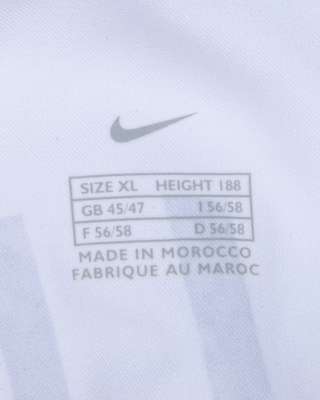 SIZE XL HEIGHT 188
GB 45/47 I 56/58
F 56/58 D 56/58
MADE IN MOROCCO
FABRIQUE AU MAROC